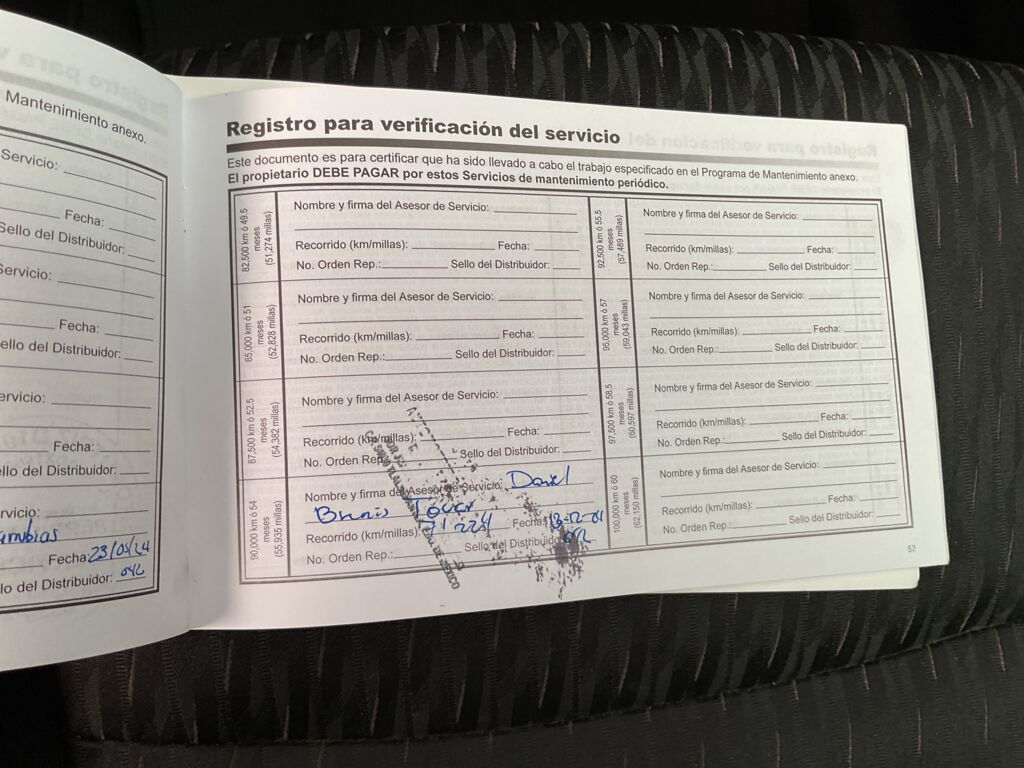 Mantenimiento anexo.
Servicio:
Fecha:
Sello del Distribuidor:
Servicio:
Fecha:
ello del Distribuidor:
ervicio:
Fecha:
llo del Distribuidor:
rvicio:
Fecha: 23/05/24
lo del Distribuidor:
Registro para verificación del servicio
Este documento es para certificar que ha sido llevado a cabo el trabajo especificado en el Programa de Mantenimiento anexo.
El propietario DEBE PAGAR por estos Servicios de mantenimiento periódico.
82,500 km ó 49.5
meses
(51,274 millas)
Nombre y firma del Asesor de Servicio:
Recorrido (km/millas): Fecha:
No. Orden Rep.: Sello del Distribuidor:
85,000 km ó 51
meses
(52,828 millas)
Nombre y firma del Asesor de Servicio:
Recorrido (km/millas): Fecha:
No. Orden Rep.: Sello del Distribuidor:
87,500 km ó 52.5
meses
(54,382 millas)
Nombre y firma del Asesor de Servicio:
Recorrido (km/millas): Fecha:
No. Orden Rep. Sello del Distribuidor:
90,000 km ó 54
meses
(55,935 millas)
Nombre y firma del Asesor de Servicio: Daniel
Recorrido (km/millas): Fecha:
No. Orden Rep.: Sello del Distribuido
92,500 km ó 55.5
meses
(57,489 millas)
Nombre y firma del Asesor de Servicio:
Recorrido (km/millas): Fecha:
No. Orden Rep.: Sello del Distribuidor:
95,000 km ó 57
meses
(59,043 millas)
Nombre y firma del Asesor de Servicio:
Recorrido (km/millas): Fecha:
No. Orden Rep.: Sello del Distribuidor:
97,500 km ó 58.5
meses
(60,597 millas)
Nombre y firma del Asesor de Servicio:
Recorrido (km/millas): Fecha:
No. Orden Rep.: Sello del Distribuidor:
100,000 km ó 60
meses
(62,150 millas)
Nombre y firma del Asesor de Servicio:
Recorrido (km/millas): Fecha:
No. Orden Rep.: Sello del Distribuidor:
57